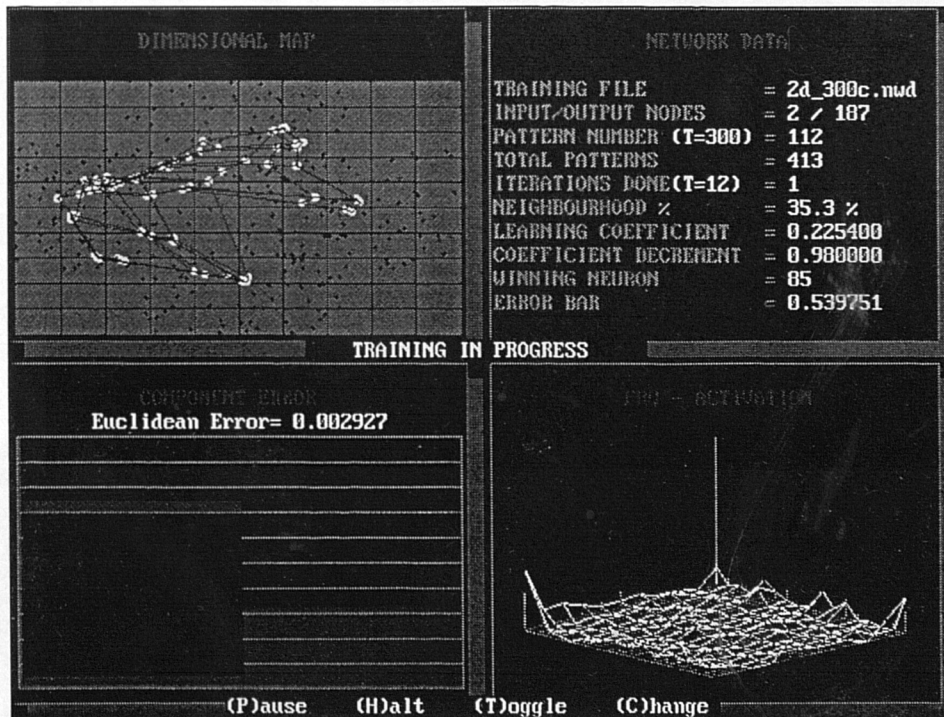 DIMENSIONAL MAP
NETWORK DATA
TRAINING FILE = 2d_300c.nwd
INPUT/OUTPUT NODES = 2 / 187
PATTERN NUMBER (T=300) = 112
TOTAL PATTERNS = 413
ITERATIONS DONE(T=12) = 1
NEIGHBOURHOOD % = 35.3 %
LEARNING COEFFICIENT = 0.225400
COEFFICIENT DECREMENT = 0.980000
WINNING NEURON = 85
ERROR BAR = 0.539751
TRAINING IN PROGRESS
COMPONENT ERROR
Euclidean Error= 0.002927
- ACTIVATION
(P)ause (H)alt (T)oggle (C)hange